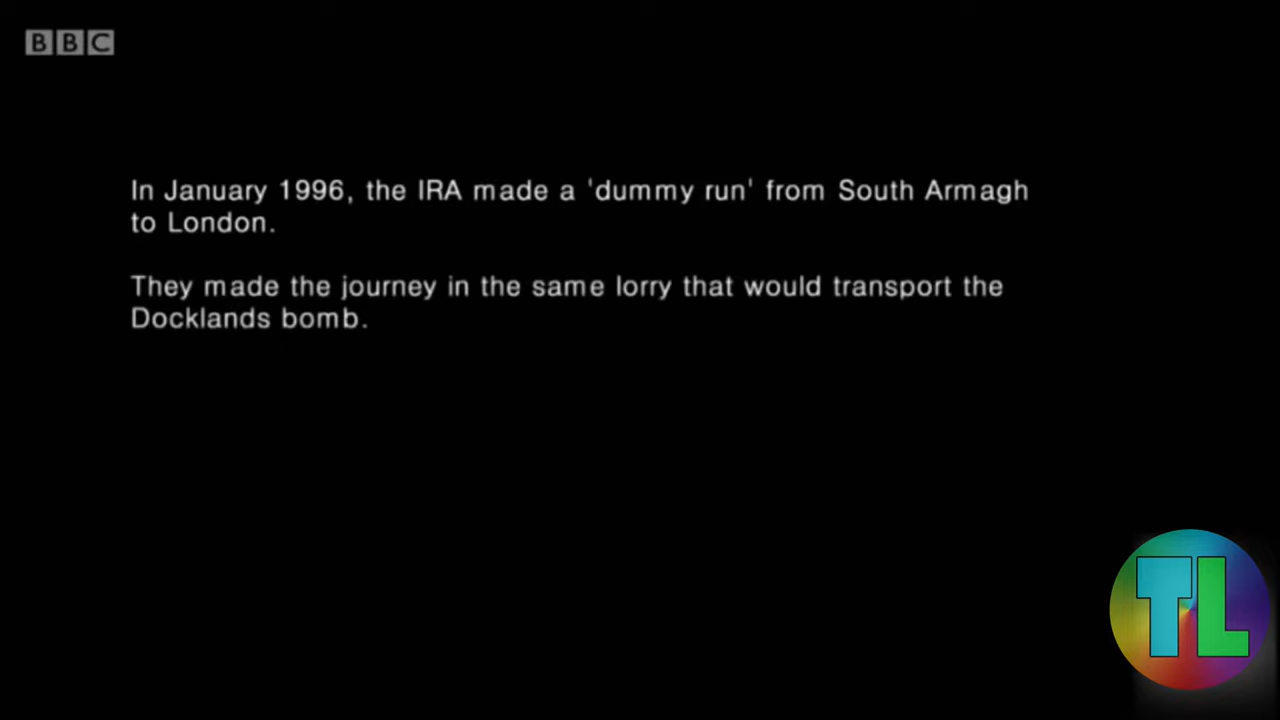 BBC
In January 1996, the IRA made a 'dummy run' from South Armagh
to London.
They made the journey in the same lorry that would transport the
Docklands bomb.
TL